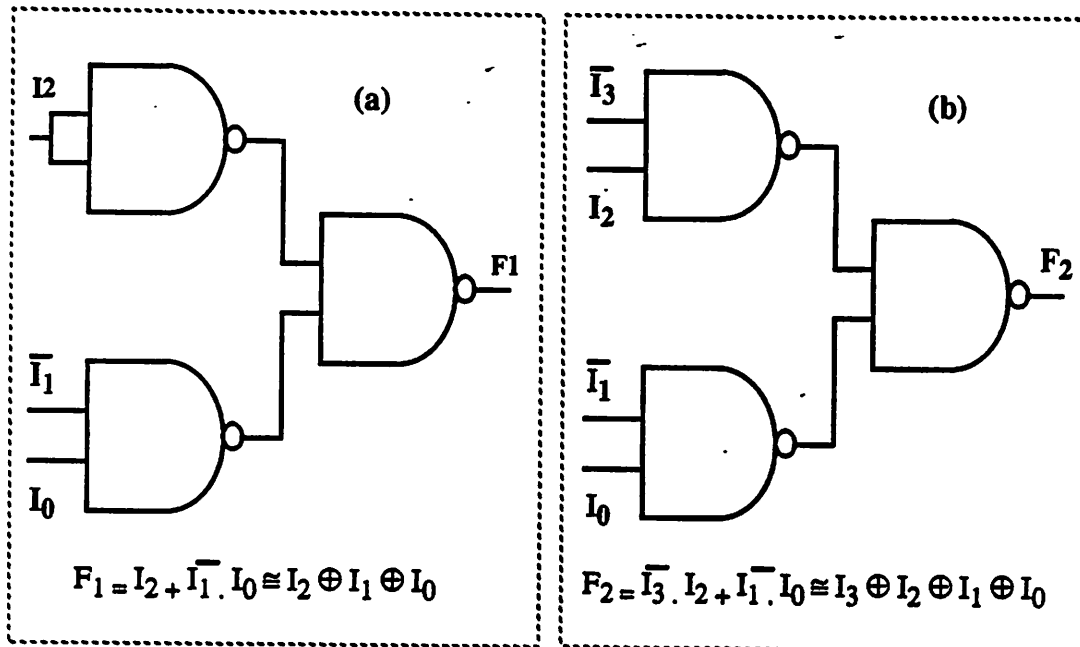 I2
(a)
F1
I̅₁
I₀
F₁ = I₂ + I̅₁ . I₀ ≅ I₂ ⊕ I₁ ⊕ I₀
I̅₃
(b)
I₂
F₂
I̅₁
I₀
F₂ = I̅₃ . I₂ + I̅₁ . I₀ ≅ I₃ ⊕ I₂ ⊕ I₁ ⊕ I₀